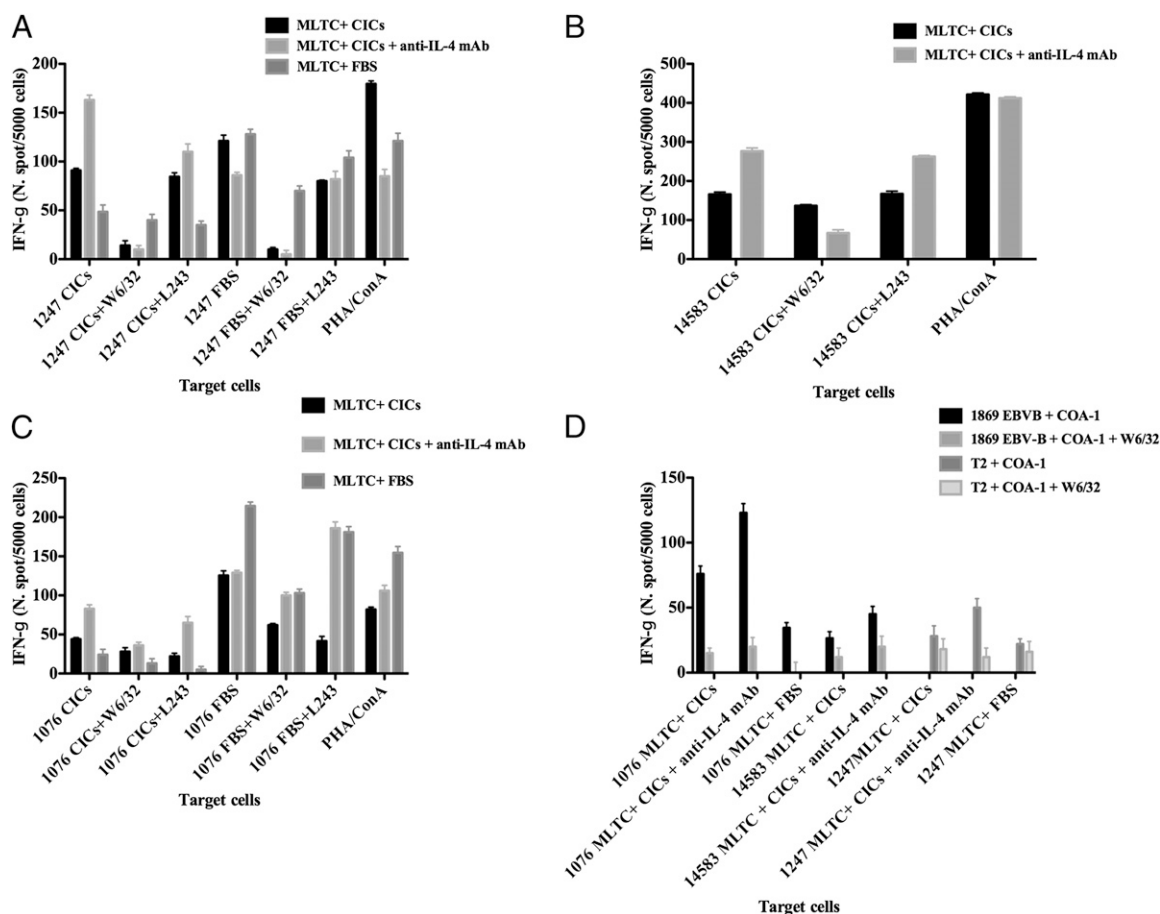 A
MLTC+ CICs
MLTC+ CICs + anti-IL-4 mAb
MLTC+ FBS
IFN-g (N. spot/5000 cells)
200
150
100
50
0
1247 CICs
1247 CICs+W6/32
1247 CICs+L243
1247 FBS
1247 FBS+W6/32
1247 FBS+L243
PHA/ConA
Target cells
B
MLTC+ CICs
MLTC+ CICs + anti-IL-4 mAb
IFN-g (N. spot/5000 cells)
500
400
300
200
100
0
14583 CICs
14583 CICs+W6/32
14583 CICs+L243
PHA/ConA
Target cells
C
MLTC+ CICs
MLTC+ CICs + anti-IL-4 mAb
MLTC+ FBS
IFN-g (N. spot/5000 cells)
250
200
150
100
50
0
1076 CICs
1076 CICs+W6/32
1076 CICs+L243
1076 FBS
1076 FBS+W6/32
1076 FBS+L243
PHA/ConA
Target cells
D
1869 EBVB + COA-1
1869 EBV-B + COA-1 + W6/32
T2 + COA-1
T2 + COA-1 + W6/32
IFN-g (N. spot/5000 cells)
150
100
50
0
1076 MLTC+ CICs
1076 MLTC+ CICs + anti-IL-4 mAb
1076 MLTC+ FBS
14583 MLTC + CICs
14583 MLTC + CICs + anti-IL-4 mAb
1247MLTC+ CICs
1247 MLTC+ CICs + anti-IL-4 mAb
1247 MLTC+ FBS
Target cells